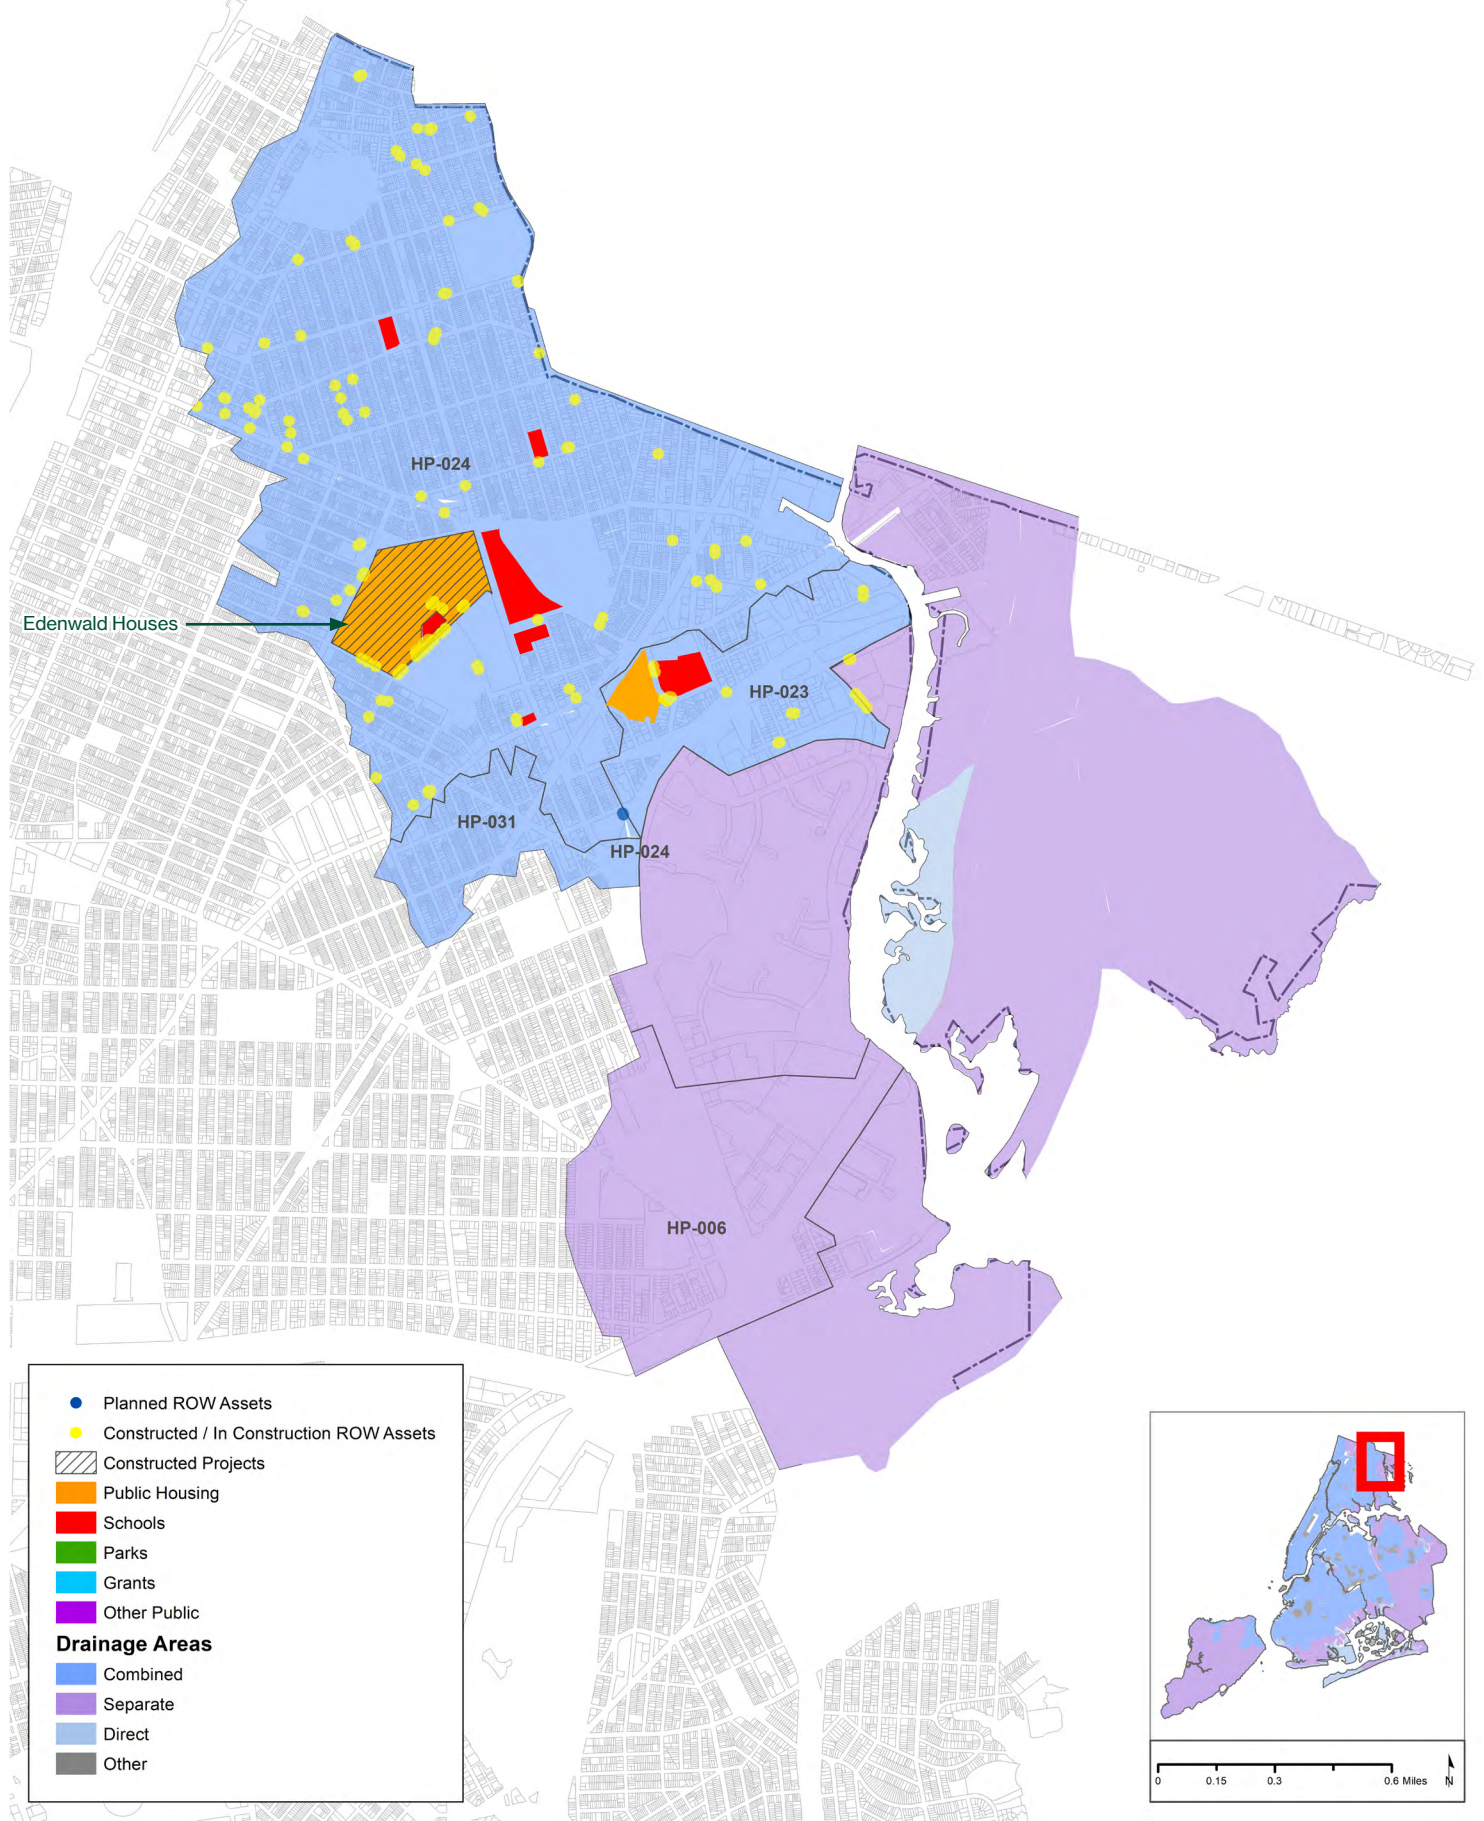 HP-024
Edenwald Houses
HP-023
HP-031
HP-024
HP-006
Planned ROW Assets
Constructed / In Construction ROW Assets
Constructed Projects
Public Housing
Schools
Parks
Grants
Other Public
Drainage Areas
Combined
Separate
Direct
Other
0 0.15 0.3 0.6 Miles
N